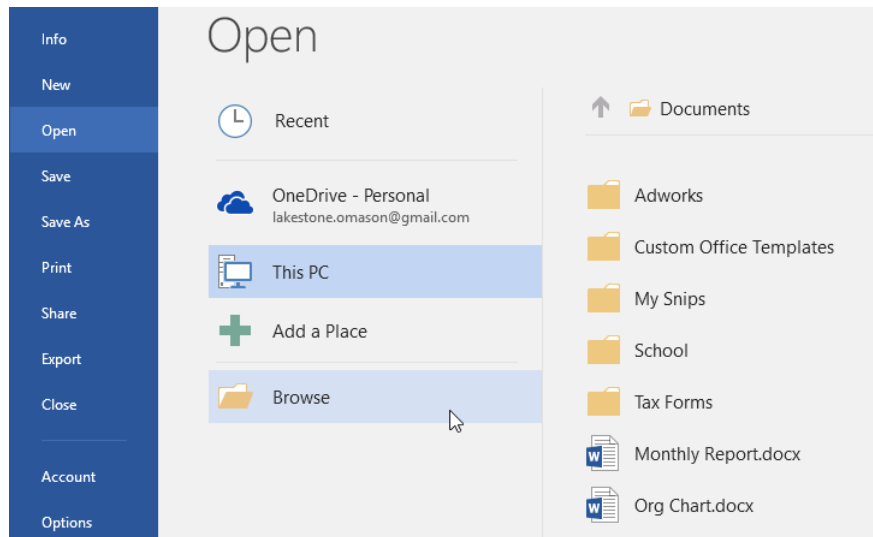 Info
New
Open
Save
Save As
Print
Share
Export
Close
Account
Options
Open
Recent
OneDrive - Personal
lakestone.omason@gmail.com
This PC
Add a Place
Browse
Documents
Adworks
Custom Office Templates
My Snips
School
Tax Forms
W Monthly Report.docx
W Org Chart.docx